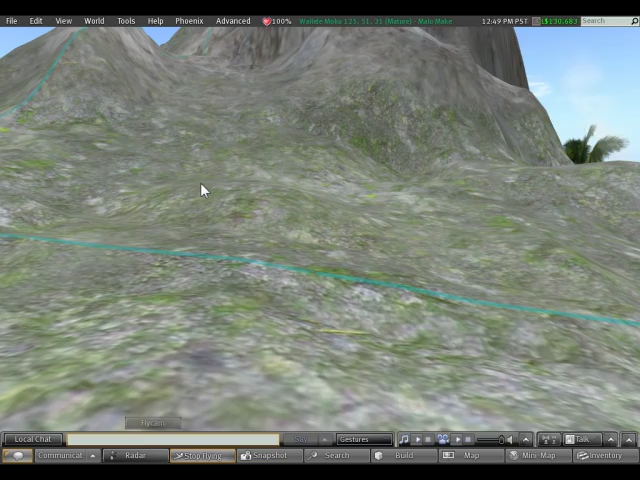 File Edit View World Tools Help Phoenix Advanced 100% Wailele Moku 125, 51, 31 (Mature) - Malo Make 12:49 PM PST L$130,683 Search
Flycam
Local Chat Say Gestures Talk
Communicat Radar Stop Flying Snapshot Search Build Map Mini-Map Inventory